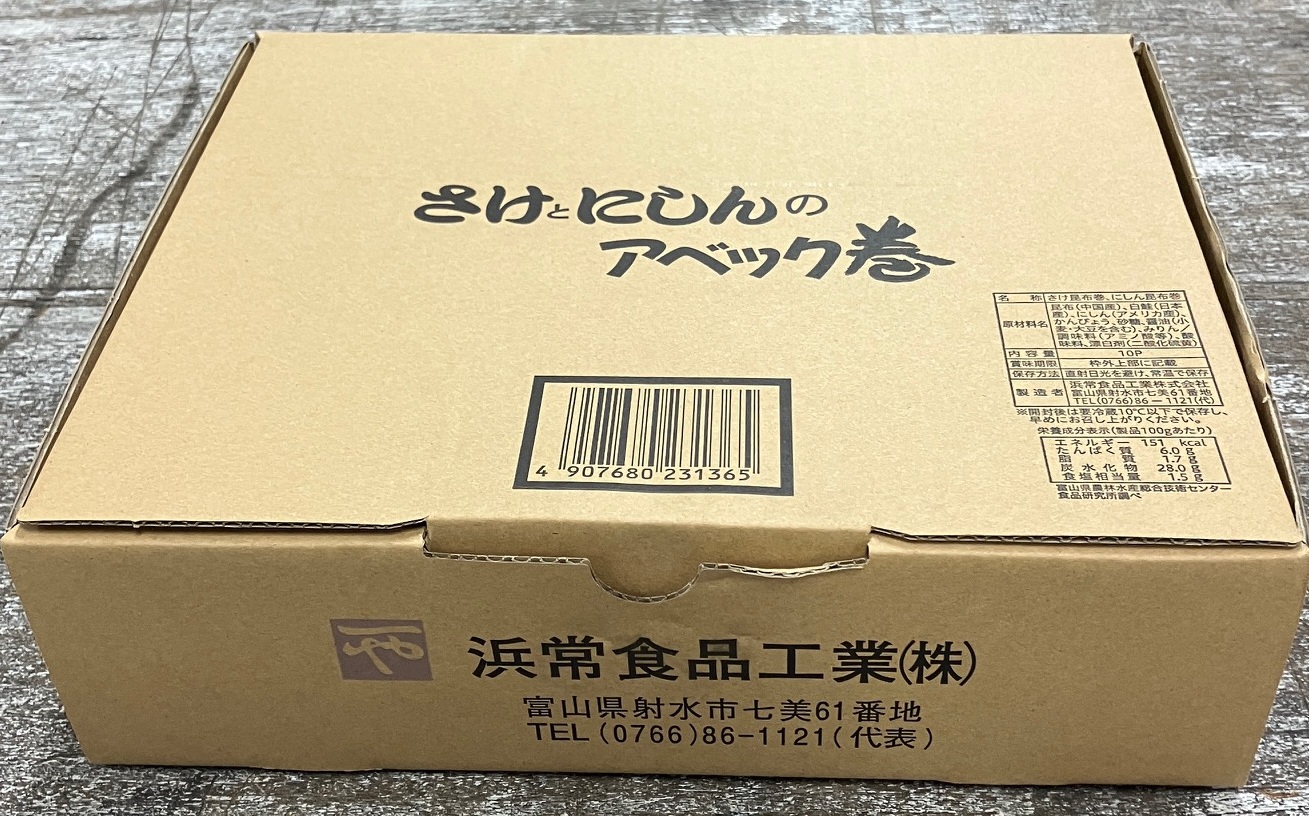 さけとにしんの
アベック巻
名称 さけ昆布巻、にしん昆布巻
原材料名 昆布(中国産)、白鮭(日本
産)、にしん(アメリカ産)、
かんぴょう、砂糖、醤油(小
麦・大豆を含む)、みりん/
調味料(アミノ酸等)、酸
味料、漂白剤(二酸化硫黄)
内容量 10P
賞味期限 枠外上部に記載
保存方法 直射日光を避け、常温で保存
製造者 浜常食品工業株式会社
富山県射水市七美61番地
TEL(0766)86-1121(代)
※開封後は要冷蔵10℃以下で保存し、
早めにお召し上がりください。
栄養成分表示(製品100gあたり)
エネルギー 151 kcal
たんぱく質 6.0g
脂質 1.7g
炭水化物 28.0g
食塩相当量 1.5g
富山県農林水産総合技術センター
食品研究所調べ
4 907680 231365
浜常食品工業(株)
富山県射水市七美61番地
TEL(0766)86-1121(代表)